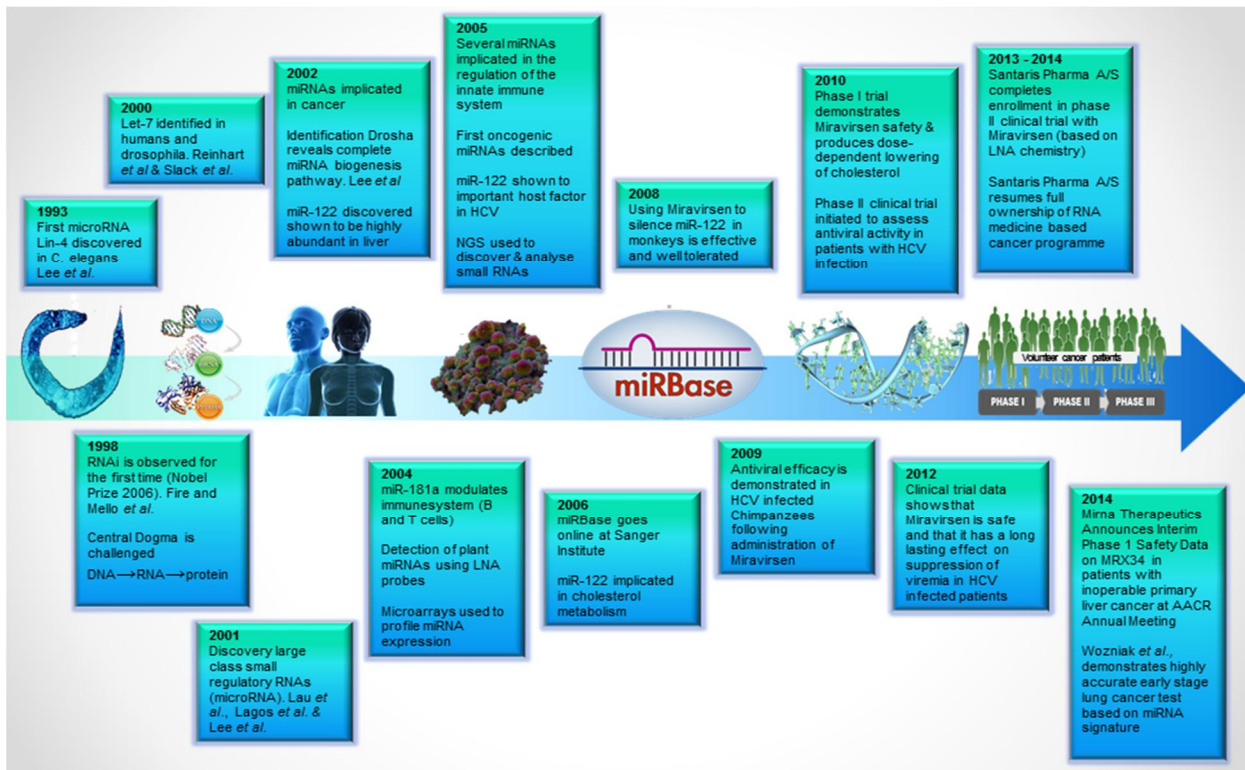 1993
First microRNA
Lin-4 discovered
in C. elegans
Lee et al.
2000
Let-7 identified in
humans and
drosophila. Reinhart
et al & Slack et al.
2002
miRNAs implicated
in cancer
Identification Drosha
reveals complete
miRNA biogenesis
pathway. Lee et al
miR-122 discovered
shown to be highly
abundant in liver
2005
Several miRNAs
implicated in the
regulation of the
innate immune
system
First oncogenic
miRNAs described
miR-122 shown to
important host factor
in HCV
NGS used to
discover & analyse
small RNAs
2008
Using Miravirsen to
silence miR-122 in
monkeys is effective
and well tolerated
2010
Phase I trial
demonstrates
Miravirsen safety &
produces dose-
dependent lowering
of cholesterol
Phase II clinical trial
initiated to assess
antiviral activity in
patients with HCV
infection
2013 - 2014
Santaris Pharma A/S
completes
enrollment in phase
II clinical trial with
Miravirsen (based on
LNA chemistry)
Santaris Pharma A/S
resumes full
ownership of RNA
medicine based
cancer programme
DNA
miRBase
Volunteer cancer patients
PHASE I
PHASE II
PHASE III
1998
RNAi is observed for
the first time (Nobel
Prize 2006). Fire and
Mello et al.
Central Dogma is
challenged
DNA→RNA→protein
2001
Discovery large
class small
regulatory RNAs
(microRNA). Lau et
al., Lagos et al. &
Lee et al.
2004
miR-181a modulates
immunesystem (B
and T cells)
Detection of plant
miRNAs using LNA
probes
Microarrays used to
profile miRNA
expression
2006
miRBase goes
online at Sanger
Institute
miR-122 implicated
in cholesterol
metabolism
2009
Antiviral efficacy is
demonstrated in
HCV infected
Chimpanzees
following
administration of
Miravirsen
2012
Clinical trial data
shows that
Miravirsen is safe
and that it has a long
lasting effect on
suppression of
viremia in HCV
infected patients
2014
Mirna Therapeutics
Announces Interim
Phase 1 Safety Data
on MRX34 in
patients with
inoperable primary
liver cancer at AACR
Annual Meeting
Wozniak et al.,
demonstrates highly
accurate early stage
lung cancer test
based on miRNA
signature